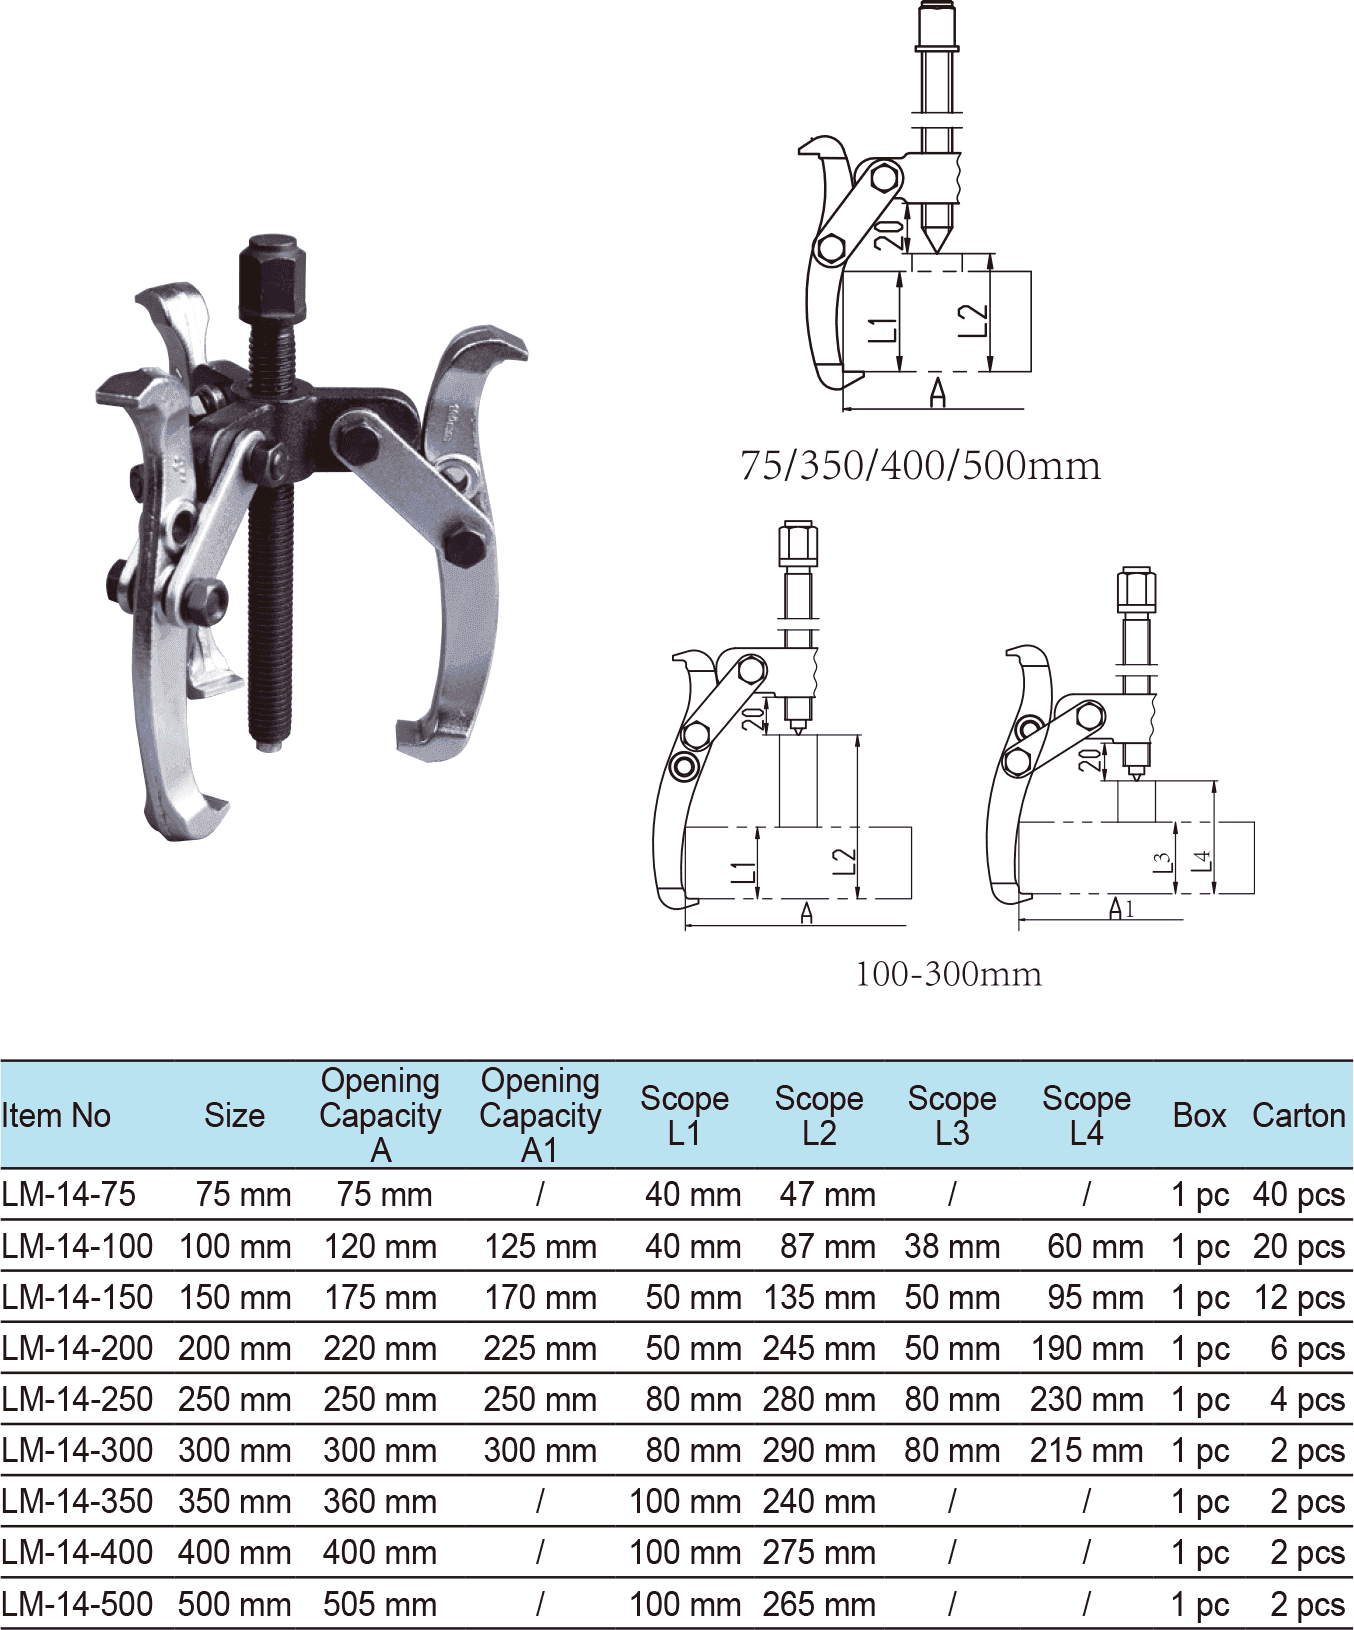 20
L1
L2
A
75/350/400/500mm
20
L1
L2
A
20
L3
L4
A1
100-300mm
Item No Size Opening Capacity A Opening Capacity A1 Scope L1 Scope L2 Scope L3 Scope L4 Box Carton
LM-14-75 75 mm 75 mm / 40 mm 47 mm / / 1 pc 40 pcs
LM-14-100 100 mm 120 mm 125 mm 40 mm 87 mm 38 mm 60 mm 1 pc 20 pcs
LM-14-150 150 mm 175 mm 170 mm 50 mm 135 mm 50 mm 95 mm 1 pc 12 pcs
LM-14-200 200 mm 220 mm 225 mm 50 mm 245 mm 50 mm 190 mm 1 pc 6 pcs
LM-14-250 250 mm 250 mm 250 mm 80 mm 280 mm 80 mm 230 mm 1 pc 4 pcs
LM-14-300 300 mm 300 mm 300 mm 80 mm 290 mm 80 mm 215 mm 1 pc 2 pcs
LM-14-350 350 mm 360 mm / 100 mm 240 mm / / 1 pc 2 pcs
LM-14-400 400 mm 400 mm / 100 mm 275 mm / / 1 pc 2 pcs
LM-14-500 500 mm 505 mm / 100 mm 265 mm / / 1 pc 2 pcs